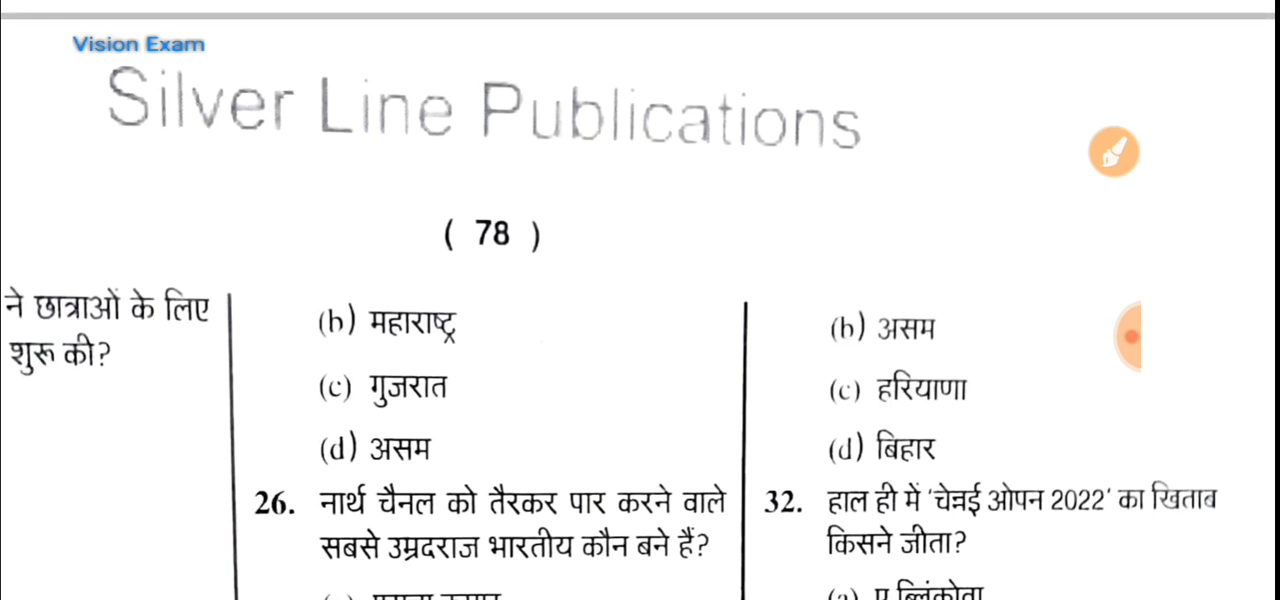 Vision Exam
Silver Line Publications
( 78 )
ने छात्राओं के लिए
शुरू की?
(b) महाराष्ट्र
(c) गुजरात
(d) असम
26. नार्थ चैनल को तैरकर पार करने वाले
सबसे उम्रदराज भारतीय कौन बने हैं?
(b) असम
(c) हरियाणा
(d) बिहार
32. हाल ही में ‘चेन्नई ओपन 2022’ का खिताब
किसने जीता?